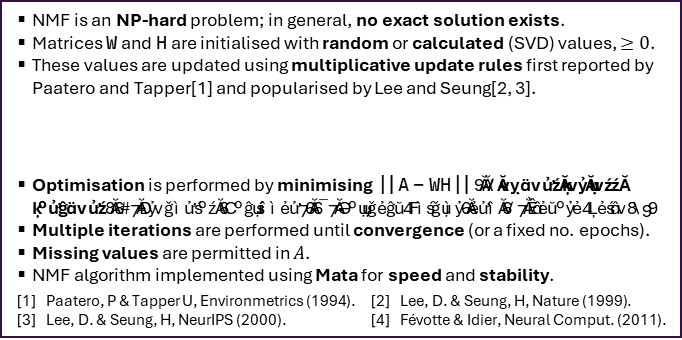 ▪ NMF is an NP-hard problem; in general, no exact solution exists.
▪ Matrices W and H are initialised with random or calculated (SVD) values, ≥ 0.
▪ These values are updated using multiplicative update rules first reported by
Paatero and Tapper[1] and popularised by Lee and Seung[2, 3].
▪ Optimisation is performed by minimising ||A − WH||
▪ Multiple iterations are performed until convergence (or a fixed no. epochs).
▪ Missing values are permitted in A.
▪ NMF algorithm implemented using Mata for speed and stability.
[1] Paatero, P & Tapper U, Environmetrics (1994). [2] Lee, D. & Seung, H, Nature (1999).
[3] Lee, D. & Seung, H, NeurIPS (2000). [4] Févotte & Idier, Neural Comput. (2011).